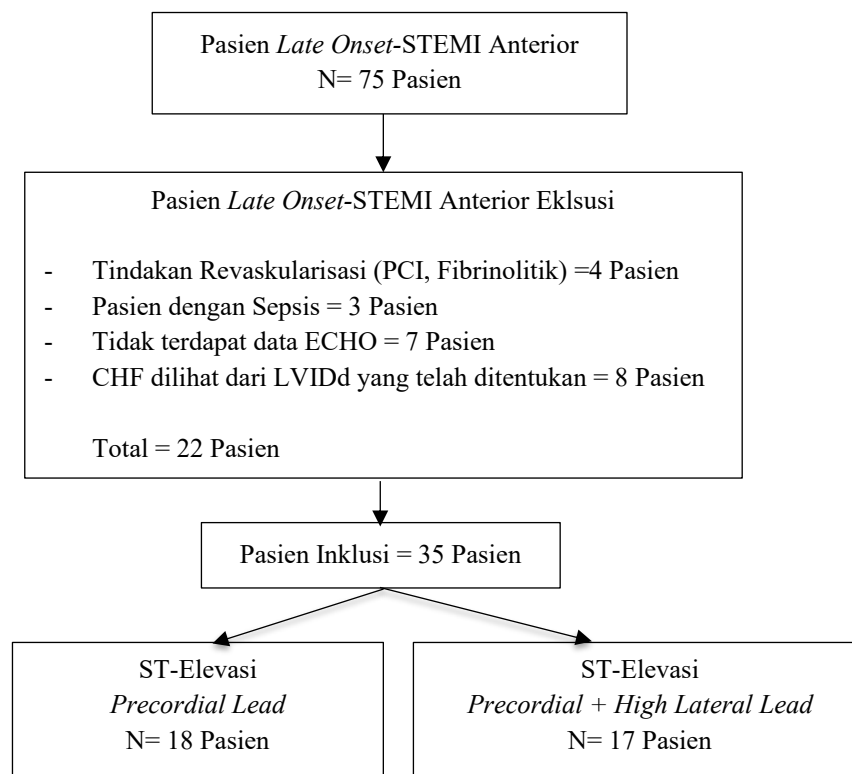 Pasien Late Onset-STEMI Anterior
N= 75 Pasien
Pasien Late Onset-STEMI Anterior Eklsusi
- Tindakan Revaskularisasi (PCI, Fibrinolitik) =4 Pasien
- Pasien dengan Sepsis = 3 Pasien
- Tidak terdapat data ECHO = 7 Pasien
- CHF dilihat dari LVIDd yang telah ditentukan = 8 Pasien
Total = 22 Pasien
Pasien Inklusi = 35 Pasien
ST-Elevasi
Precordial Lead
N= 18 Pasien
ST-Elevasi
Precordial + High Lateral Lead
N= 17 Pasien